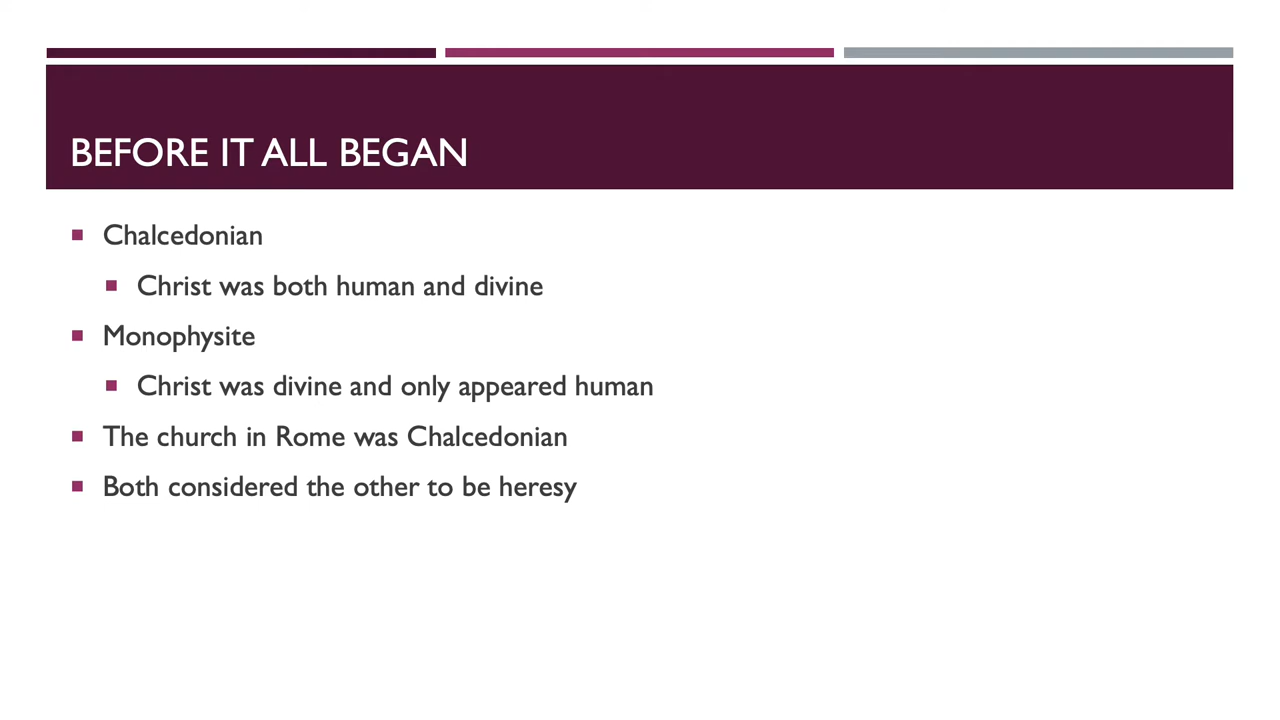 BEFORE IT ALL BEGAN
Chalcedonian
Christ was both human and divine
Monophysite
Christ was divine and only appeared human
The church in Rome was Chalcedonian
Both considered the other to be heresy